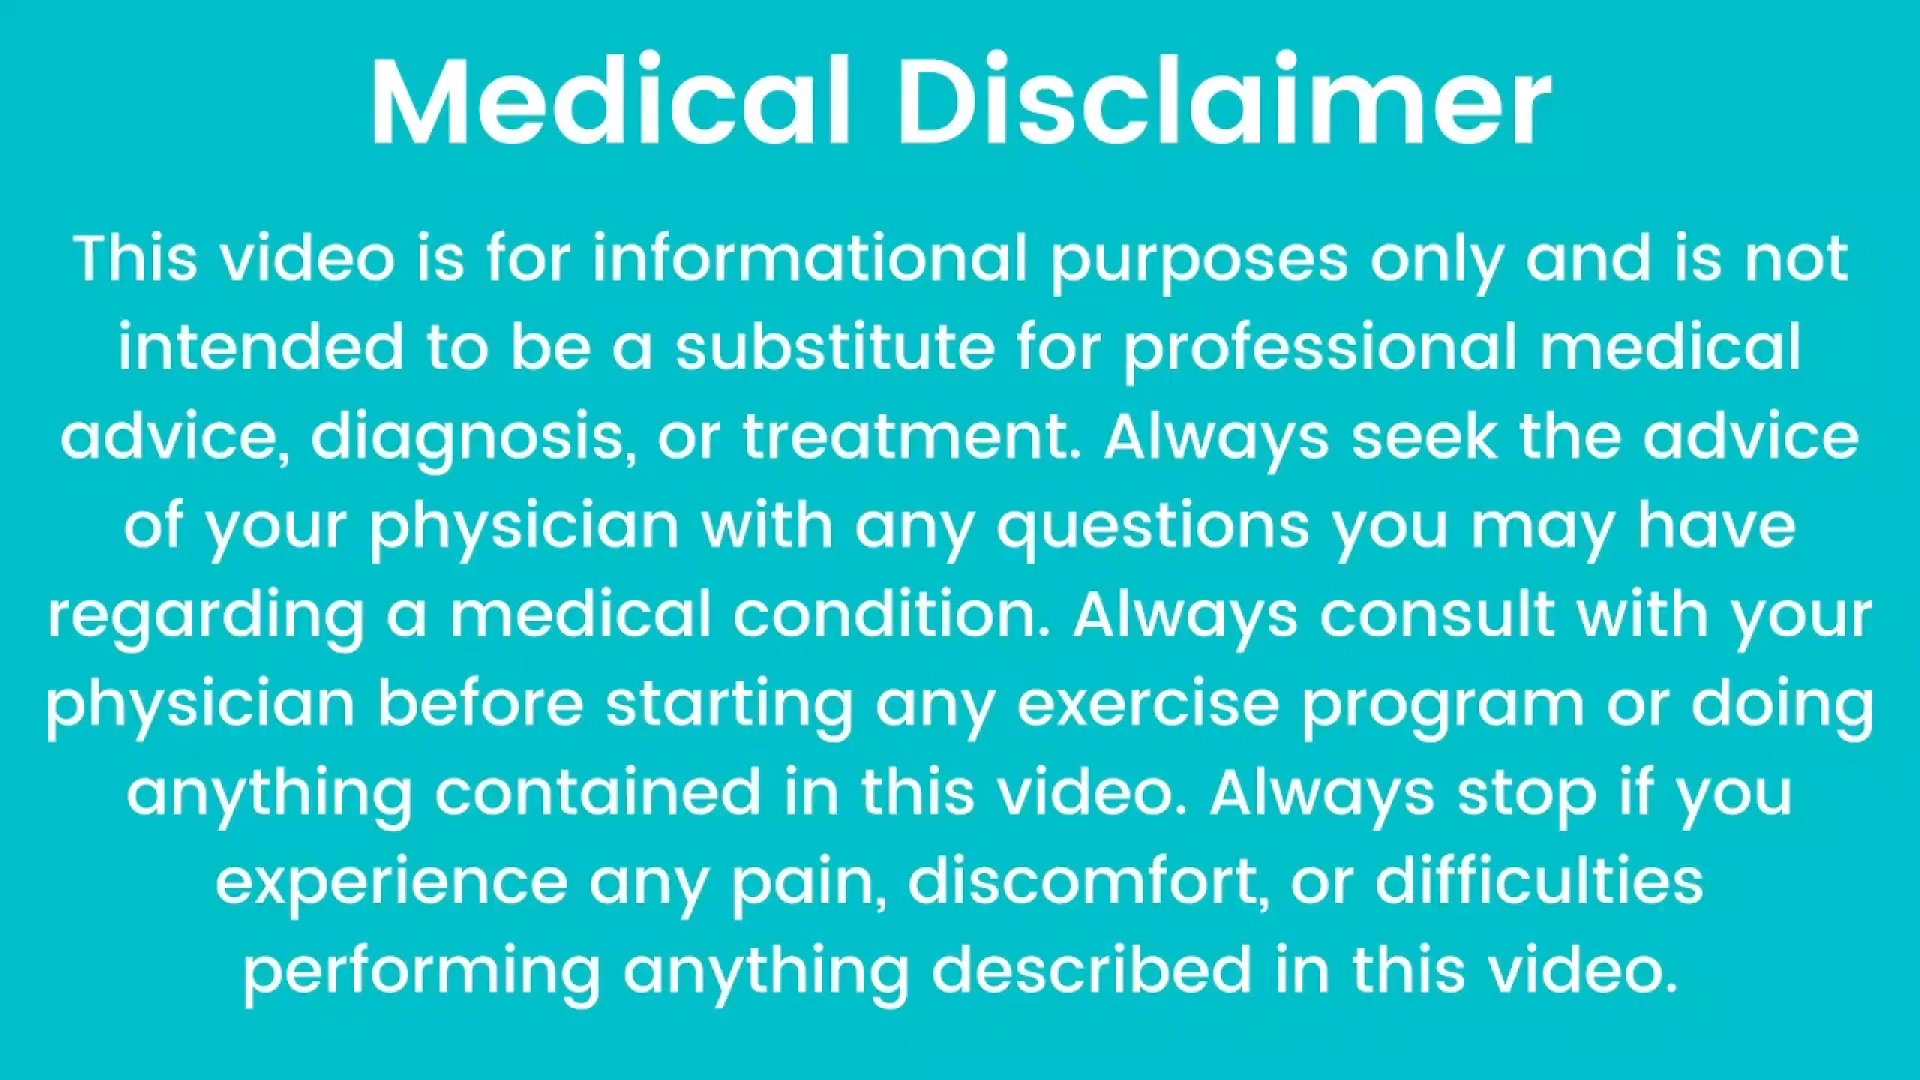 Medical Disclaimer
This video is for informational purposes only and is not
intended to be a substitute for professional medical
advice, diagnosis, or treatment. Always seek the advice
of your physician with any questions you may have
regarding a medical condition. Always consult with your
physician before starting any exercise program or doing
anything contained in this video. Always stop if you
experience any pain, discomfort, or difficulties
performing anything described in this video.